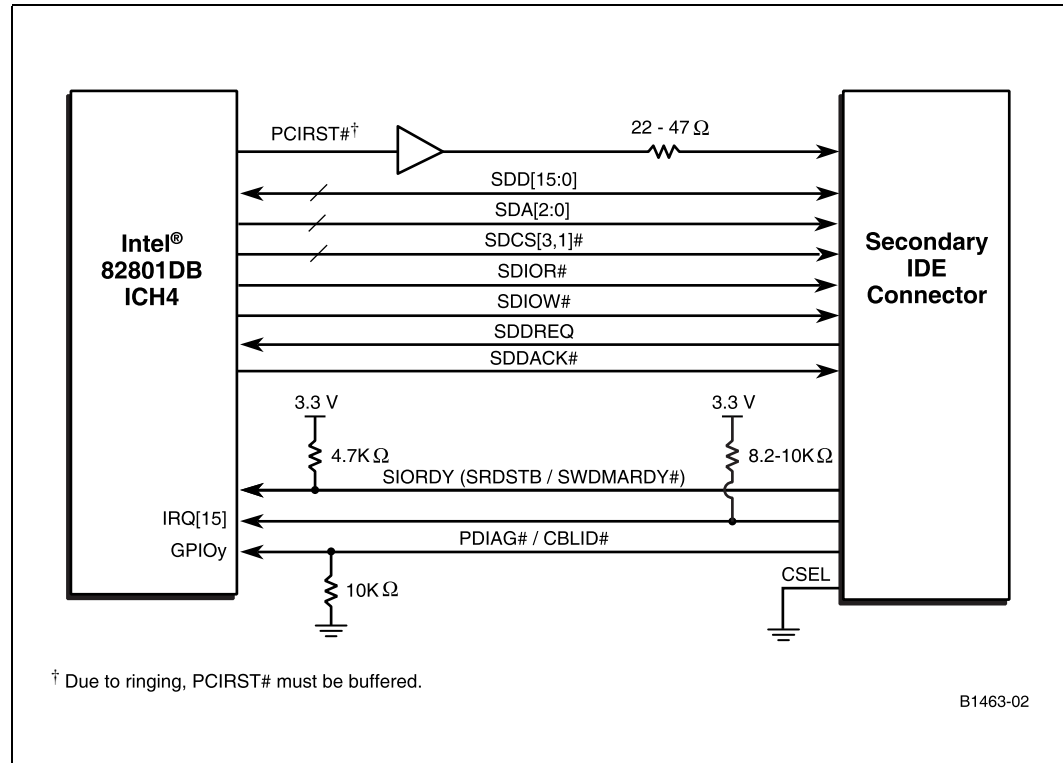 PCIRST#†
22 - 47 Ω
SDD[15:0]
SDA[2:0]
SDCS[3,1]#
SDIOR#
SDIOW#
SDDREQ
SDDACK#
Intel®
82801DB
ICH4
Secondary
IDE
Connector
3.3 V
3.3 V
4.7K Ω
8.2-10K Ω
SIORDY (SRDSTB / SWDMARDY#)
IRQ[15]
GPIOy
PDIAG# / CBLID#
CSEL
10K Ω
† Due to ringing, PCIRST# must be buffered.
B1463-02